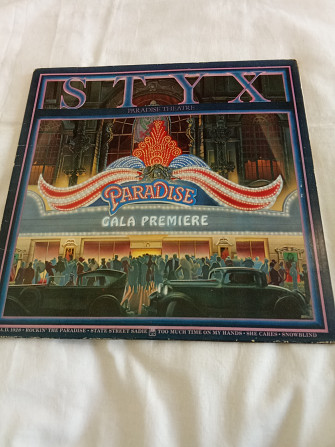 STYX
PARADISE THEATRE
PARADISE
GALA PREMIERE
A.D. 1928 • ROCKIN' THE PARADISE • STATE STREET SADIE • TOO MUCH TIME ON MY HANDS • SHE CARES • SNOWBLIND